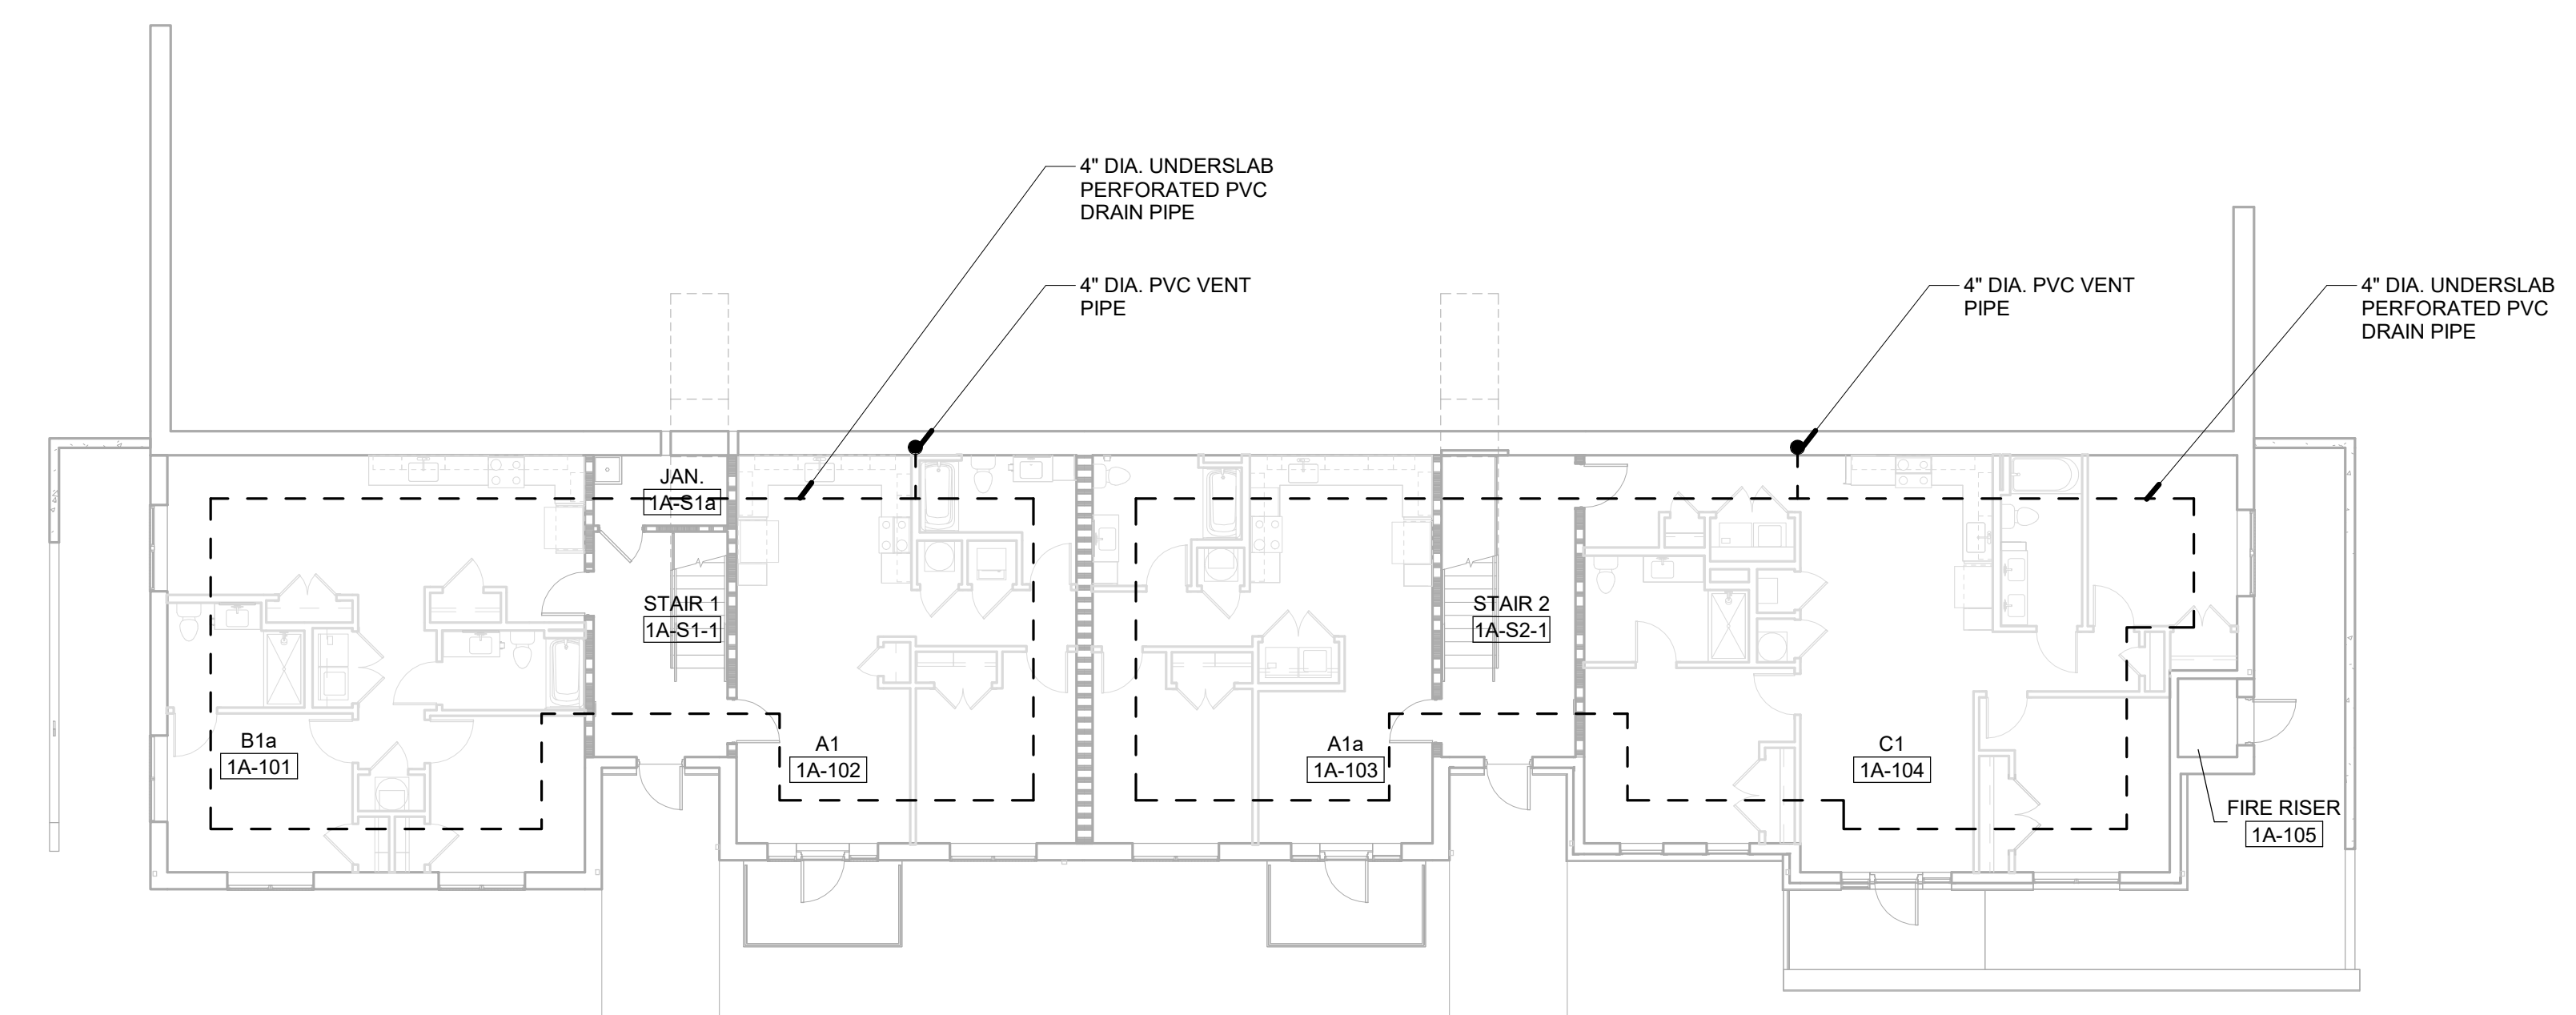 4" DIA. UNDERSLAB
PERFORATED PVC
DRAIN PIPE
4" DIA. PVC VENT
PIPE
4" DIA. PVC VENT
PIPE
4" DIA. UNDERSLAB
PERFORATED PVC
DRAIN PIPE
JAN.
1A-S1a
STAIR 1
1A-S1-1
STAIR 2
1A-S2-1
B1a
1A-101
A1
1A-102
A1a
1A-103
C1
1A-104
FIRE RISER
1A-105